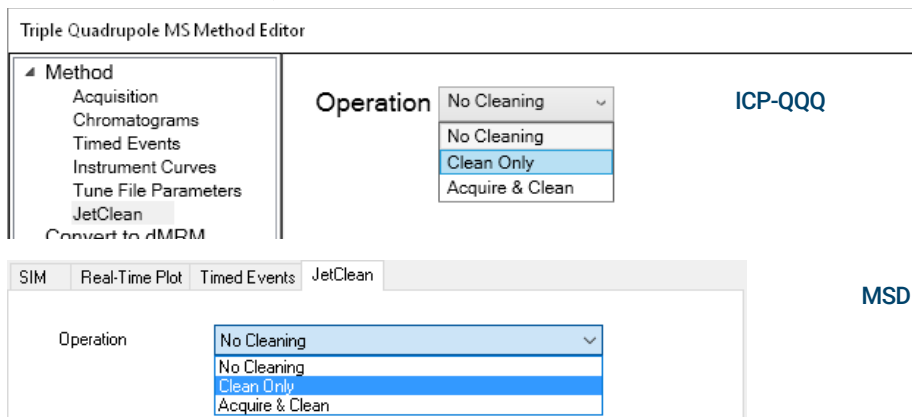 Triple Quadrupole MS Method Editor
Method
Acquisition
Chromatograms
Timed Events
Instrument Curves
Tune File Parameters
JetClean
Convert to dMRM
Operation No Cleaning
No Cleaning
Clean Only
Acquire & Clean
ICP-QQQ
SIM Real-Time Plot Timed Events JetClean
Operation No Cleaning
No Cleaning
Clean Only
Acquire & Clean
MSD